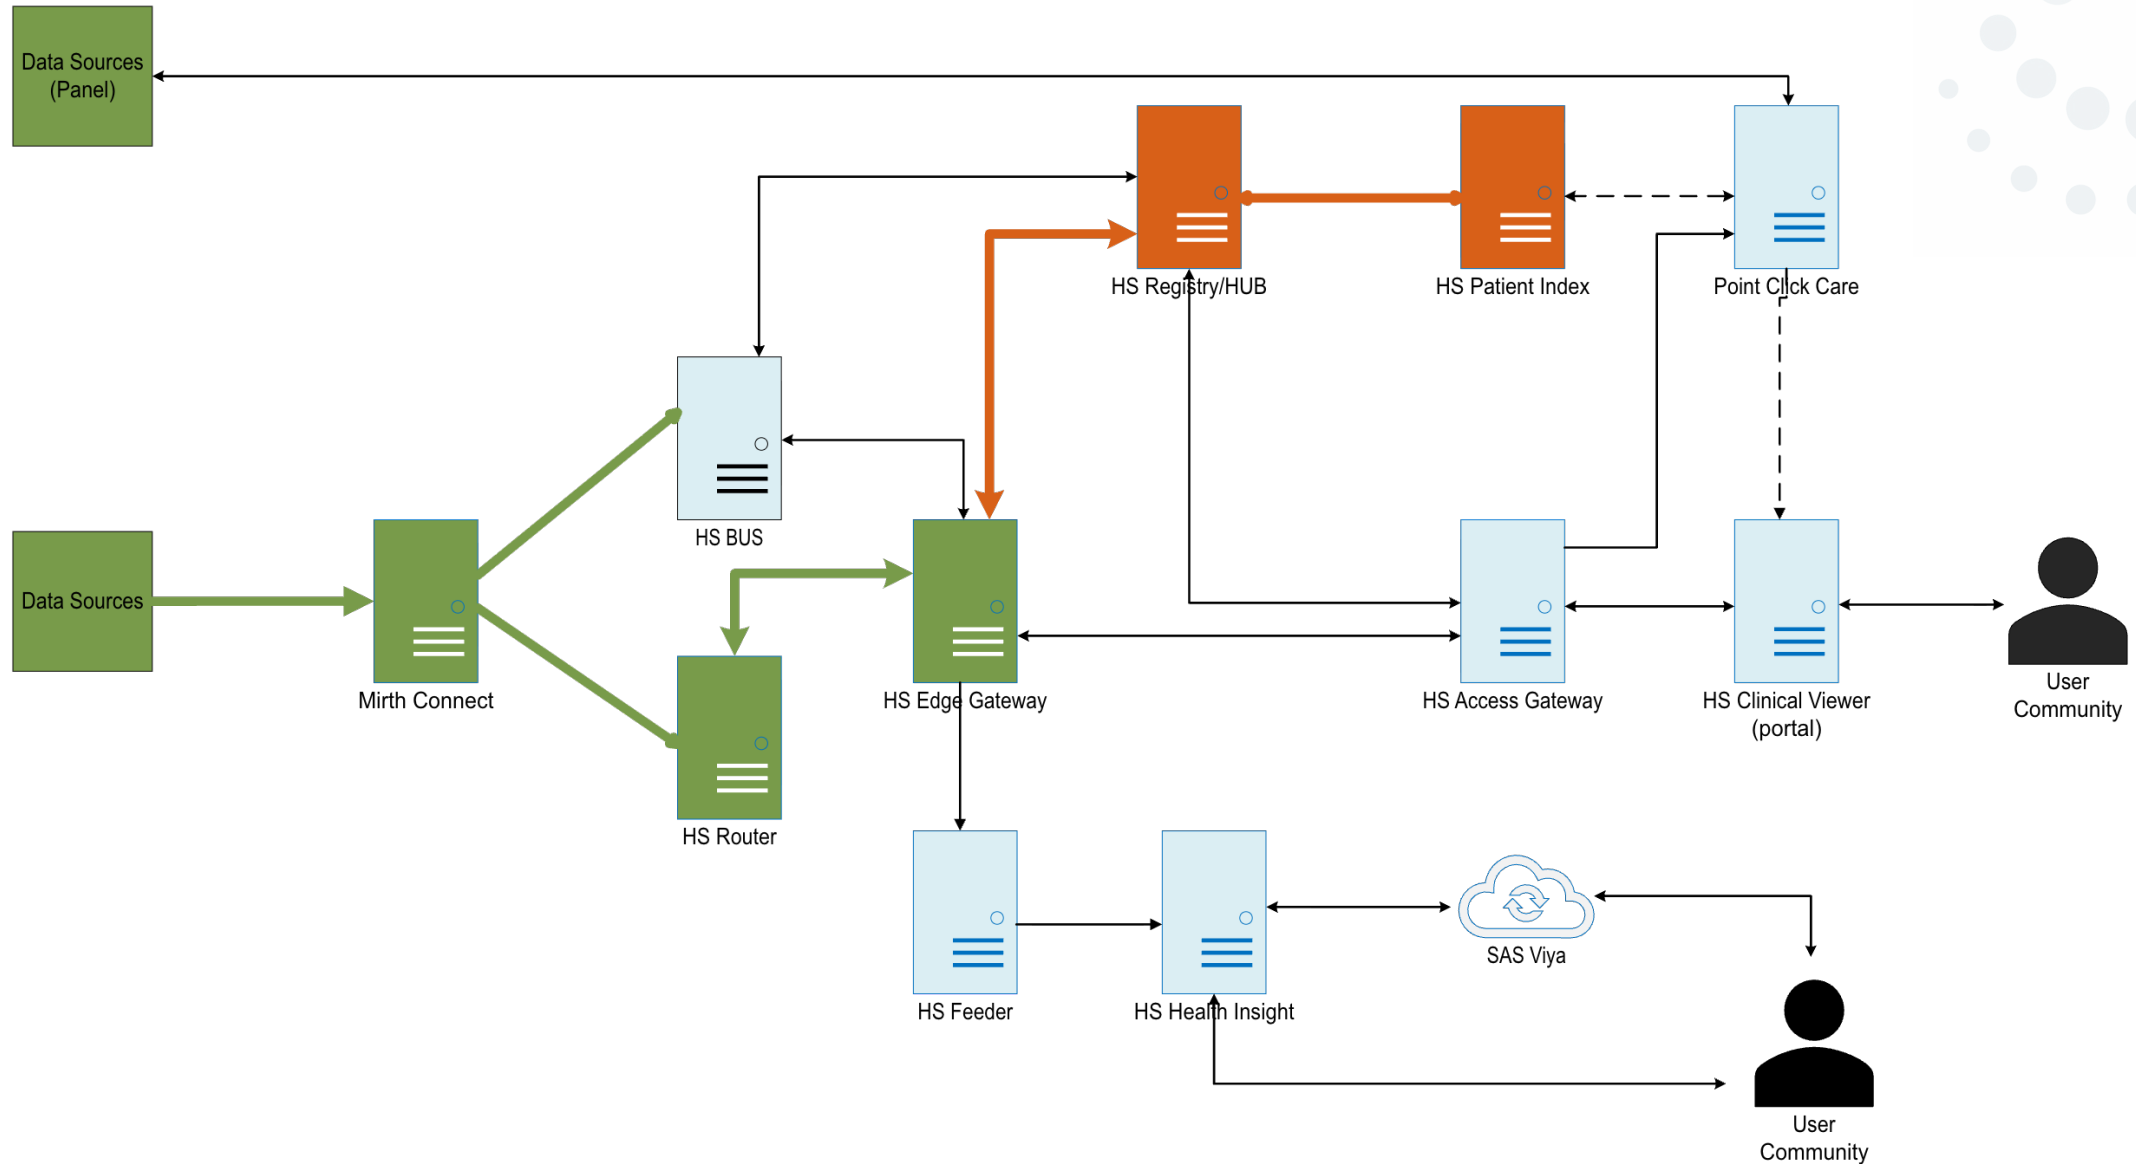 Data Sources
(Panel)
HS Registry/HUB
HS Patient Index
Point Click Care
HS BUS
Data Sources
Mirth Connect
HS Edge Gateway
HS Access Gateway
HS Clinical Viewer
(portal)
User
Community
HS Router
HS Feeder
HS Health Insight
SAS Viya
User
Community